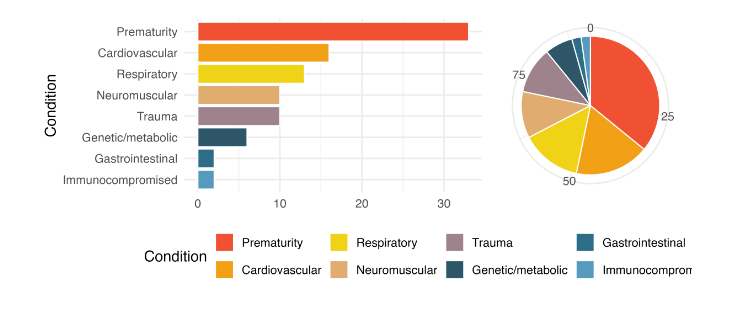 Condition
Prematurity
Cardiovascular
Respiratory
Neuromuscular
Trauma
Genetic/metabolic
Gastrointestinal
Immunocompromised
0 10 20 30
0
25
50
75
Condition
Prematurity Respiratory Trauma Gastrointestinal
Cardiovascular Neuromuscular Genetic/metabolic Immunocompron